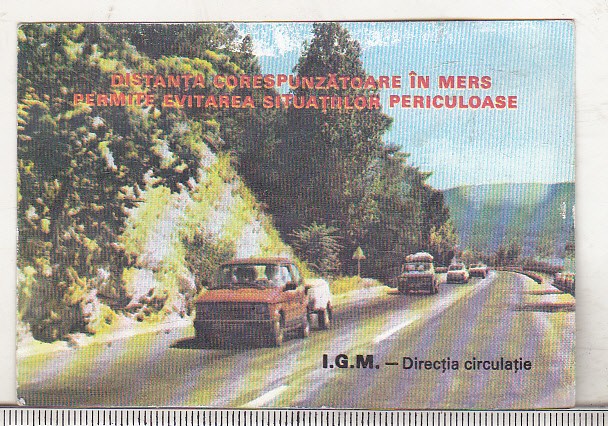 DISTANȚA CORESPUNZĂTOARE ÎN MERS
PERMITE EVITAREA SITUAȚIILOR PERICULOASE
I.G.M. — Direcția circulație